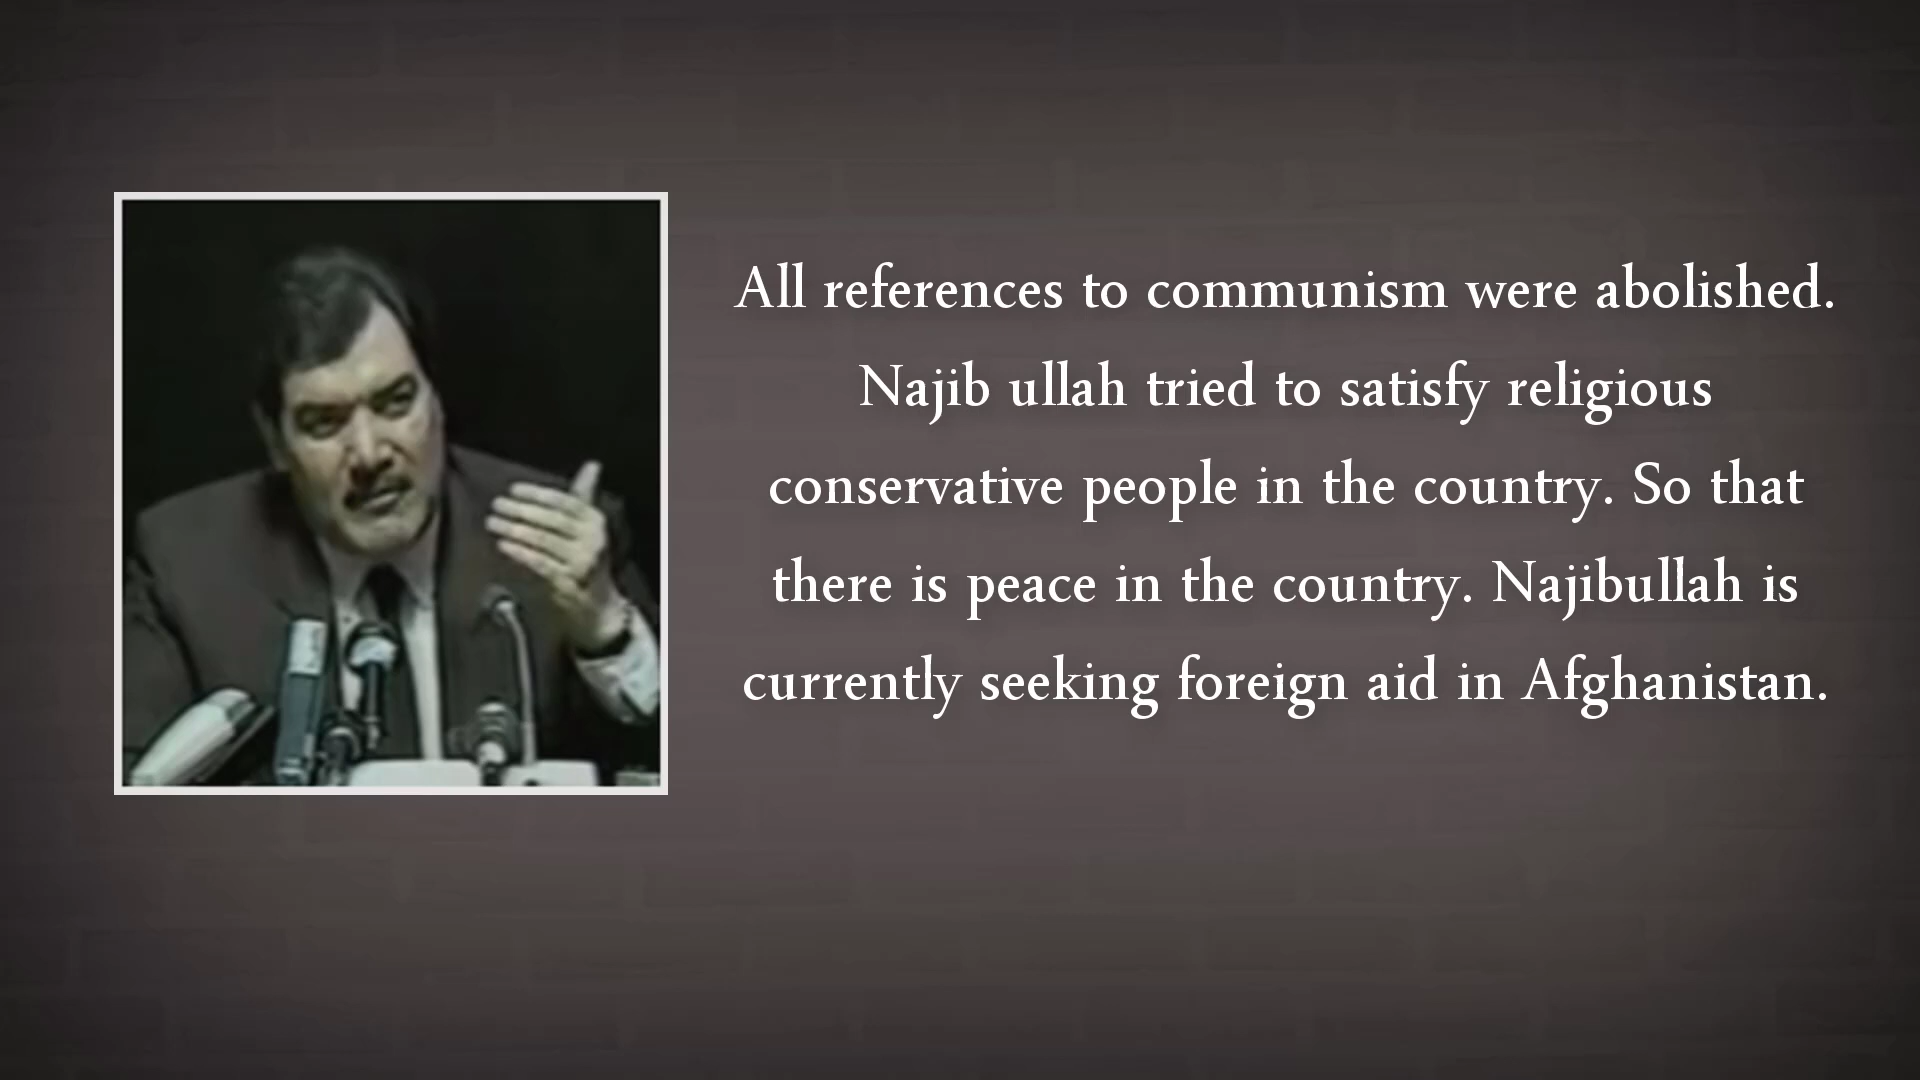 All references to communism were abolished.
Najib ullah tried to satisfy religious
conservative people in the country. So that
there is peace in the country. Najibullah is
currently seeking foreign aid in Afghanistan.